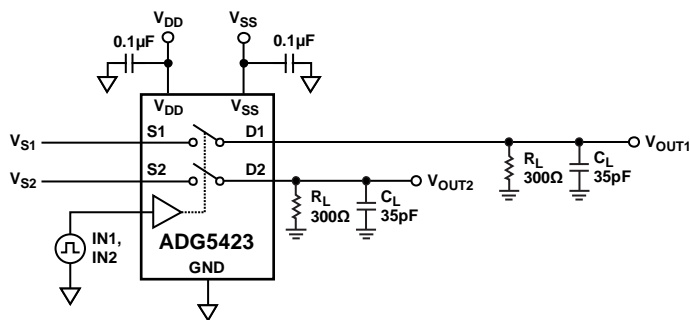 VDD
VSS
0.1µF
0.1µF
VDD
VSS
VS1
S1
D1
VOUT1
VS2
S2
D2
VOUT2
RL
300Ω
CL
35pF
RL
300Ω
CL
35pF
IN1,
IN2
ADG5423
GND